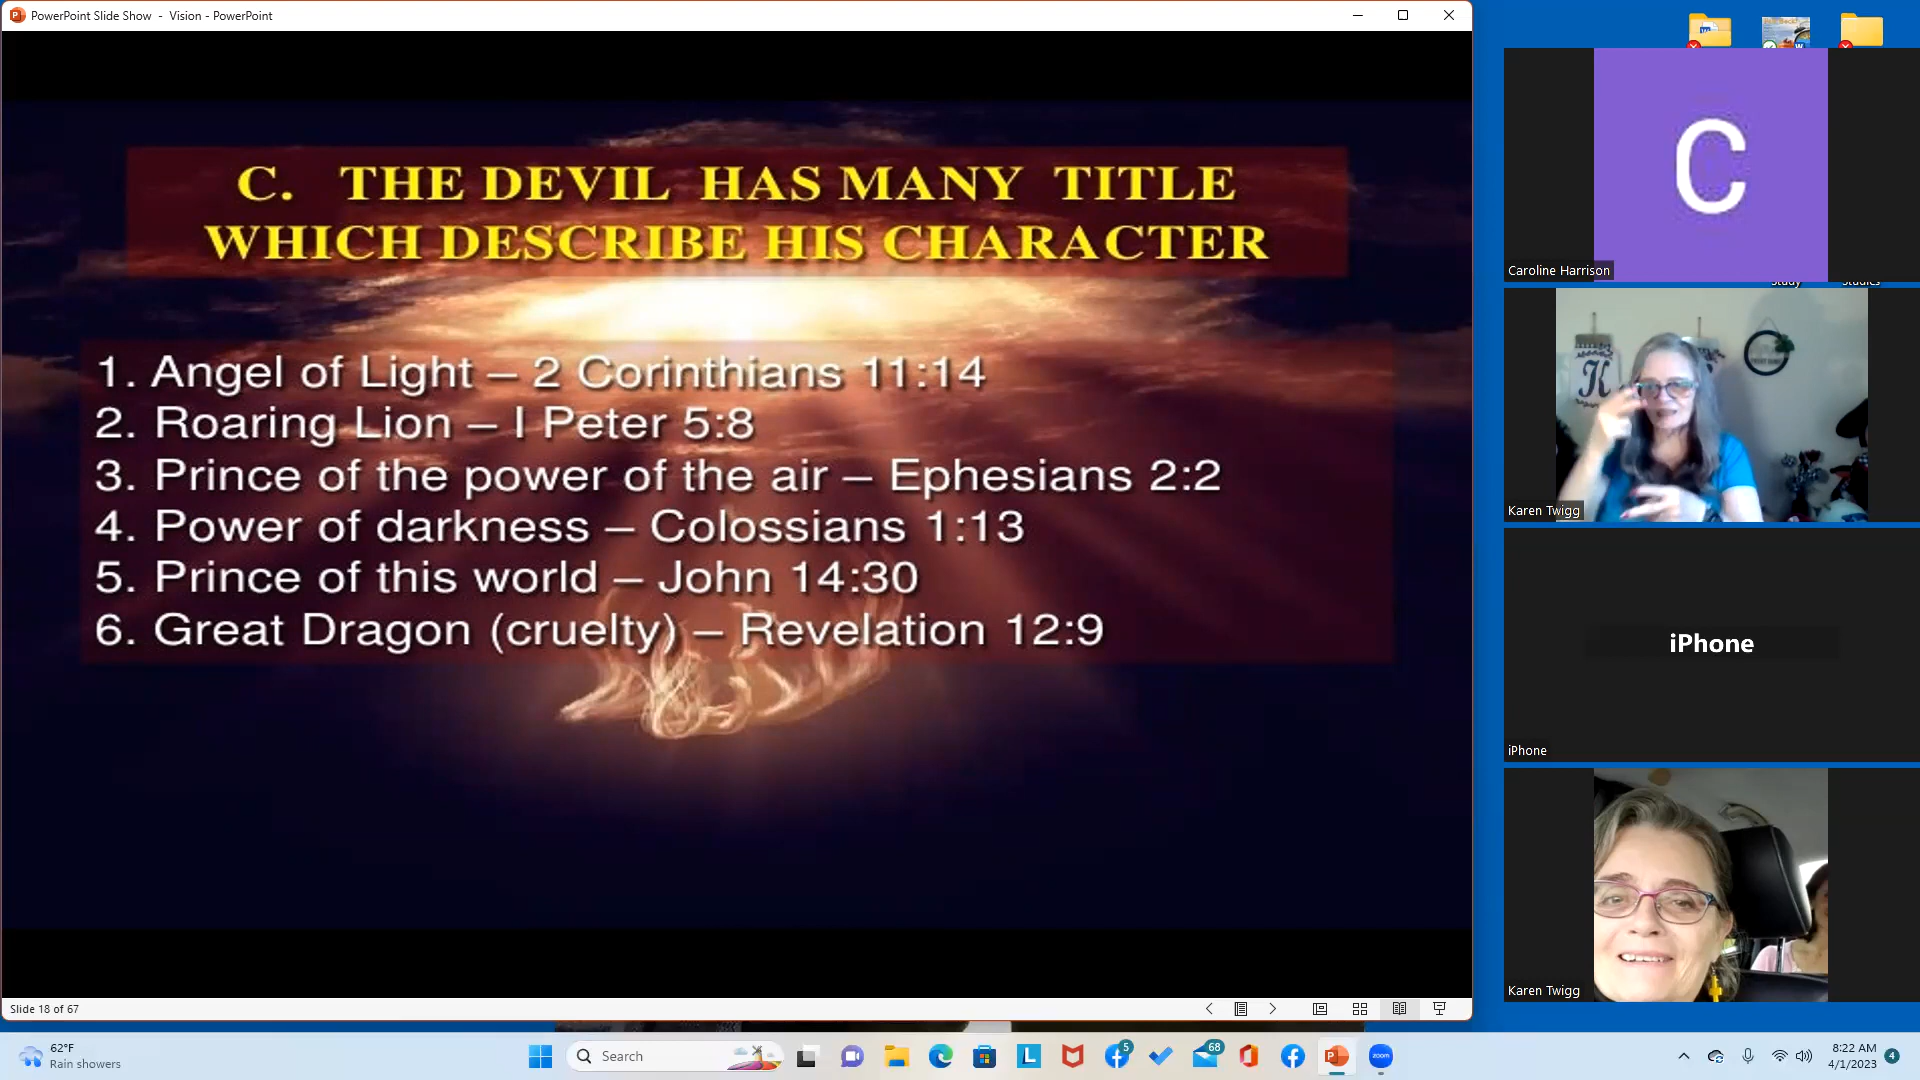 PowerPoint Slide Show - Vision - PowerPoint
C. THE DEVIL HAS MANY TITLE
WHICH DESCRIBE HIS CHARACTER
1. Angel of Light – 2 Corinthians 11:14
2. Roaring Lion – I Peter 5:8
3. Prince of the power of the air – Ephesians 2:2
4. Power of darkness – Colossians 1:13
5. Prince of this world – John 14:30
6. Great Dragon (cruelty) – Revelation 12:9
Slide 18 of 67
C
Caroline Harrison
Study Studies
K
Karen Twigg
iPhone
iPhone
Karen Twigg
62°F
Rain showers
Search
L
5
68
zoom
8:22 AM
4/1/2023
4